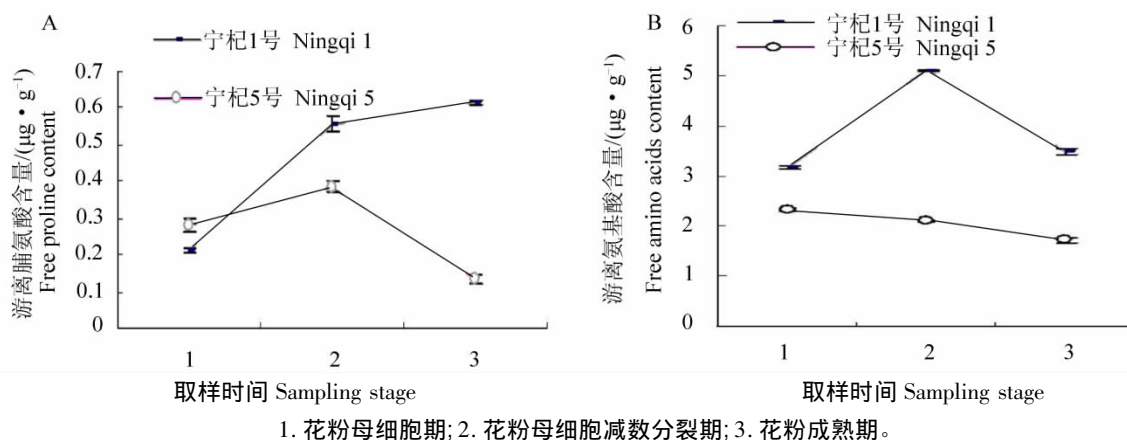 A
宁杞1号 Ningqi 1
宁杞5号 Ningqi 5
游离脯氨酸含量/(μg·g⁻¹)
Free proline content
0.7
0.6
0.5
0.4
0.3
0.2
0.1
0
1 2 3
取样时间 Sampling stage
B
宁杞1号 Ningqi 1
宁杞5号 Ningqi 5
游离氨基酸含量/(μg·g⁻¹)
Free amino acids content
6
5
4
3
2
1
0
1 2 3
取样时间 Sampling stage
1. 花粉母细胞期; 2. 花粉母细胞减数分裂期; 3. 花粉成熟期。